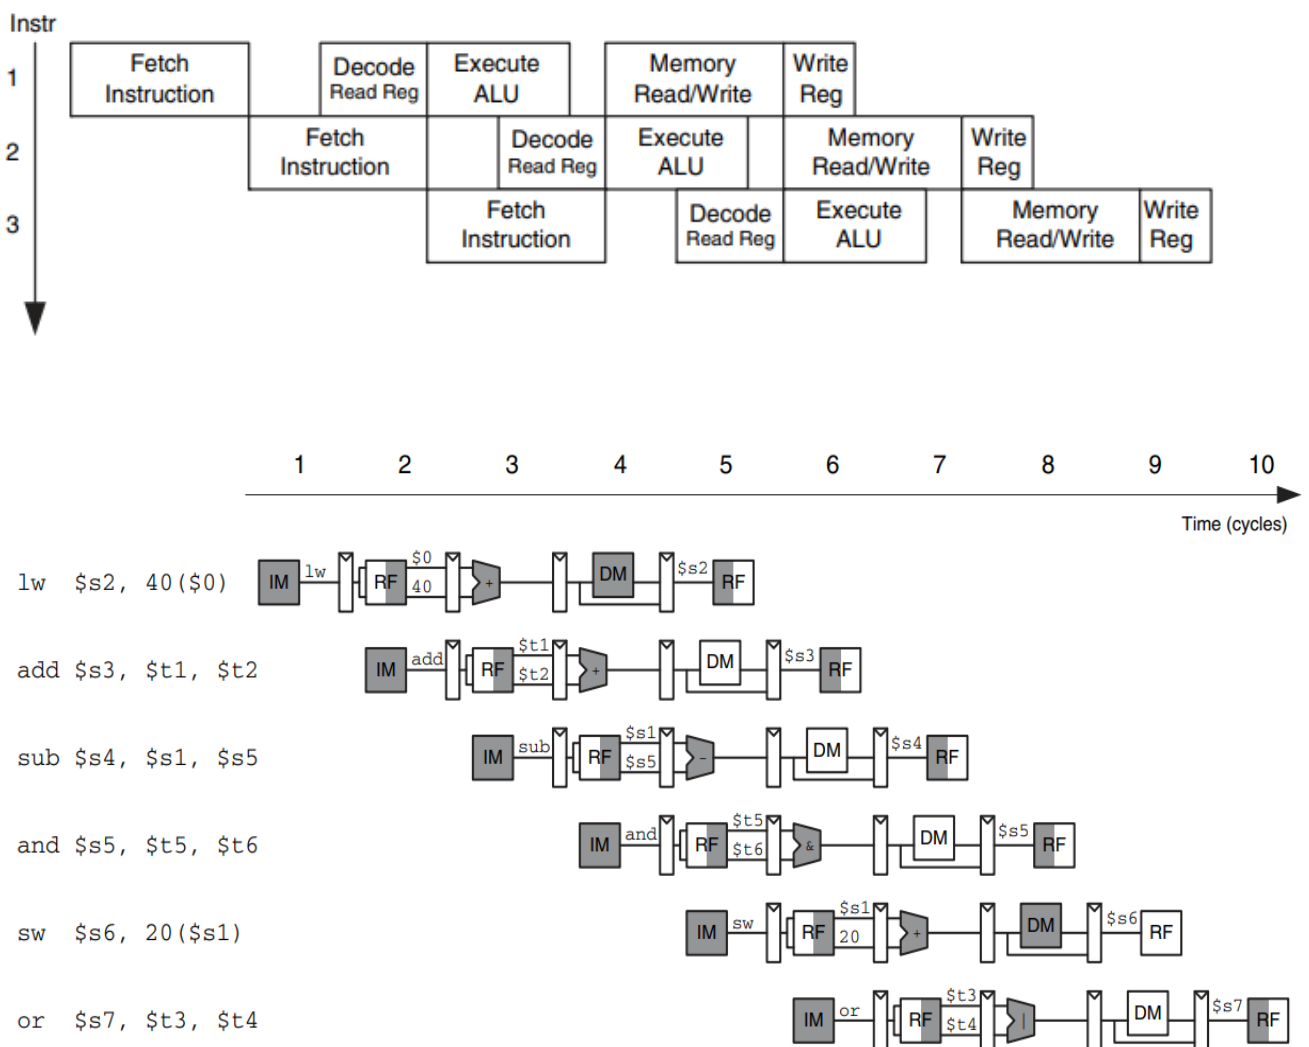 Instr
1
Fetch
Instruction
Decode
Read Reg
Execute
ALU
Memory
Read/Write
Write
Reg
2
Fetch
Instruction
Decode
Read Reg
Execute
ALU
Memory
Read/Write
Write
Reg
3
Fetch
Instruction
Decode
Read Reg
Execute
ALU
Memory
Read/Write
Write
Reg
1 2 3 4 5 6 7 8 9 10
Time (cycles)
lw $s2, 40($0)
IM lw RF $0 40 + DM $s2 RF
add $s3, $t1, $t2
IM add RF $t1 $t2 + DM $s3 RF
sub $s4, $s1, $s5
IM sub RF $s1 $s5 - DM $s4 RF
and $s5, $t5, $t6
IM and RF $t5 $t6 & DM $s5 RF
sw $s6, 20($s1)
IM sw RF $s1 20 + DM $s6 RF
or $s7, $t3, $t4
IM or RF $t3 $t4 | DM $s7 RF